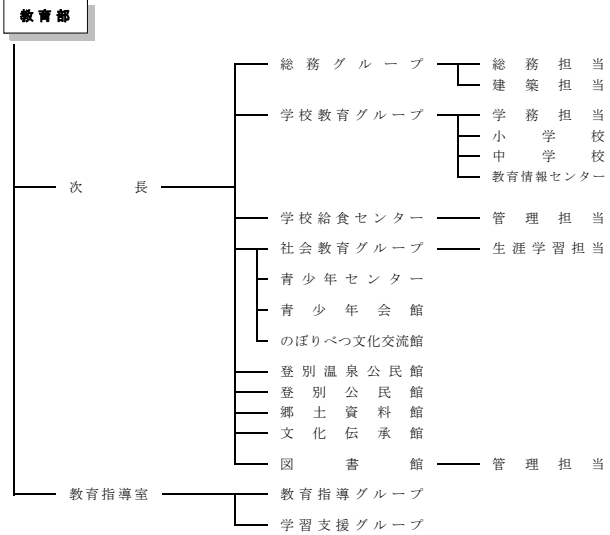 教育部
総務グループ 総務担当
建築担当
学校教育グループ 学務担当
小学校
中学校
教育情報センター
次長
学校給食センター 管理担当
社会教育グループ 生涯学習担当
青少年センター
青少年会館
のぼりべつ文化交流館
登別温泉公民館
登別公民館
郷土資料館
文化伝承館
図書館 管理担当
教育指導室 教育指導グループ
学習支援グループ